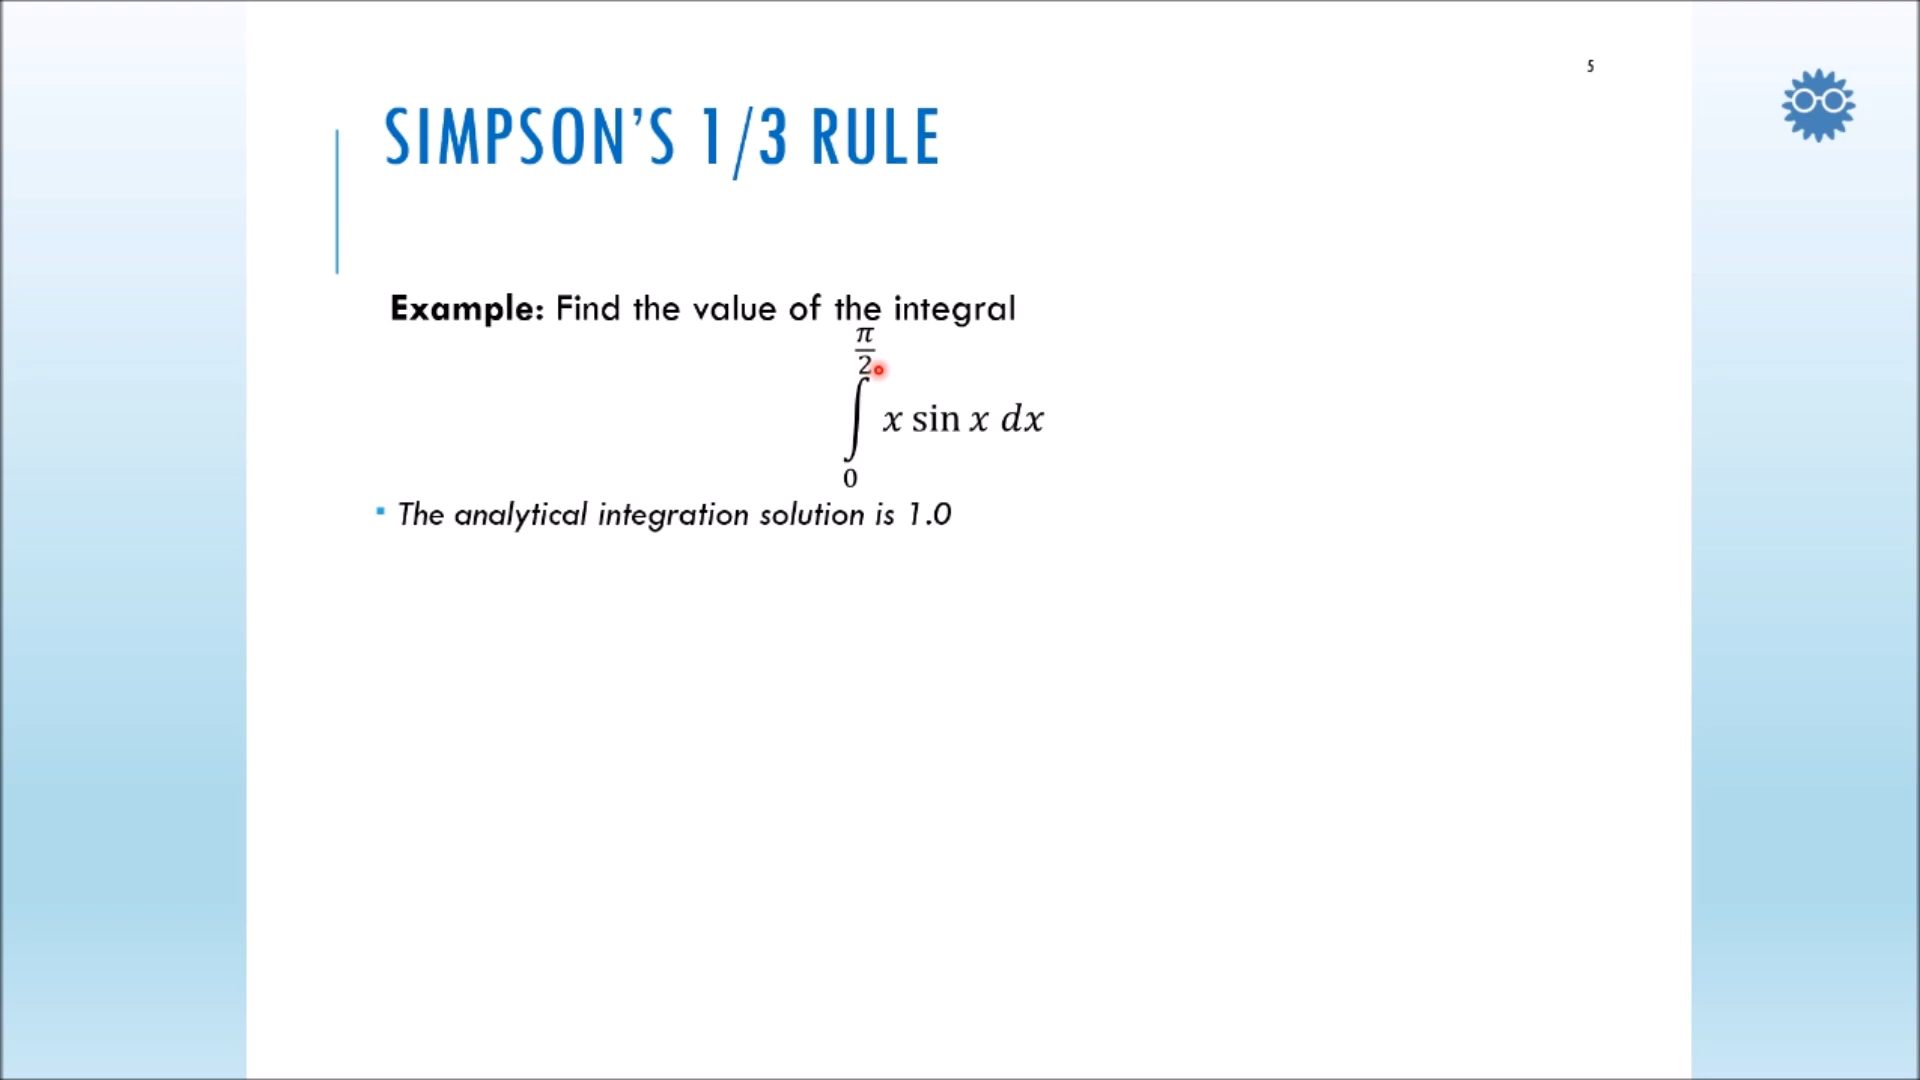 5
SIMPSON’S 1/3 RULE
Example: Find the value of the integral
π
2
∫ x sin x dx
0
▪ The analytical integration solution is 1.0